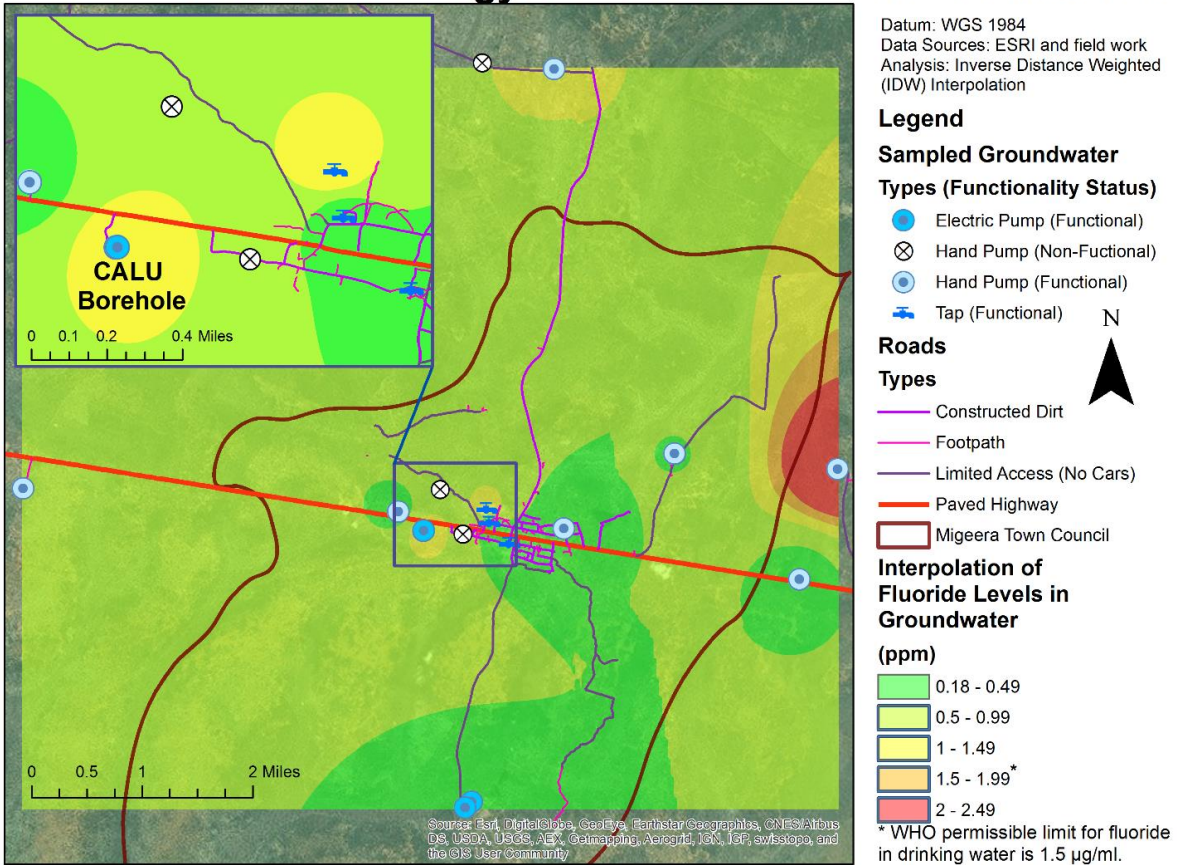 Datum: WGS 1984
Data Sources: ESRI and field work
Analysis: Inverse Distance Weighted
(IDW) Interpolation
Legend
Sampled Groundwater
Types (Functionality Status)
Electric Pump (Functional)
Hand Pump (Non-Fuctional)
Hand Pump (Functional)
Tap (Functional)
N
Roads
Types
Constructed Dirt
Footpath
Limited Access (No Cars)
Paved Highway
Migeera Town Council
Interpolation of
Fluoride Levels in
Groundwater
(ppm)
0.18 - 0.49
0.5 - 0.99
1 - 1.49
1.5 - 1.99*
2 - 2.49
* WHO permissible limit for fluoride
in drinking water is 1.5 µg/ml.
CALU
Borehole
0 0.1 0.2 0.4 Miles
0 0.5 1 2 Miles
Source: Esri, DigitalGlobe, GeoEye, Earthstar Geographics, CNES/Airbus
DS, USDA, USGS, AEX, Getmapping, Aerogrid, IGN, IGP, swisstopo, and
the GIS User Community